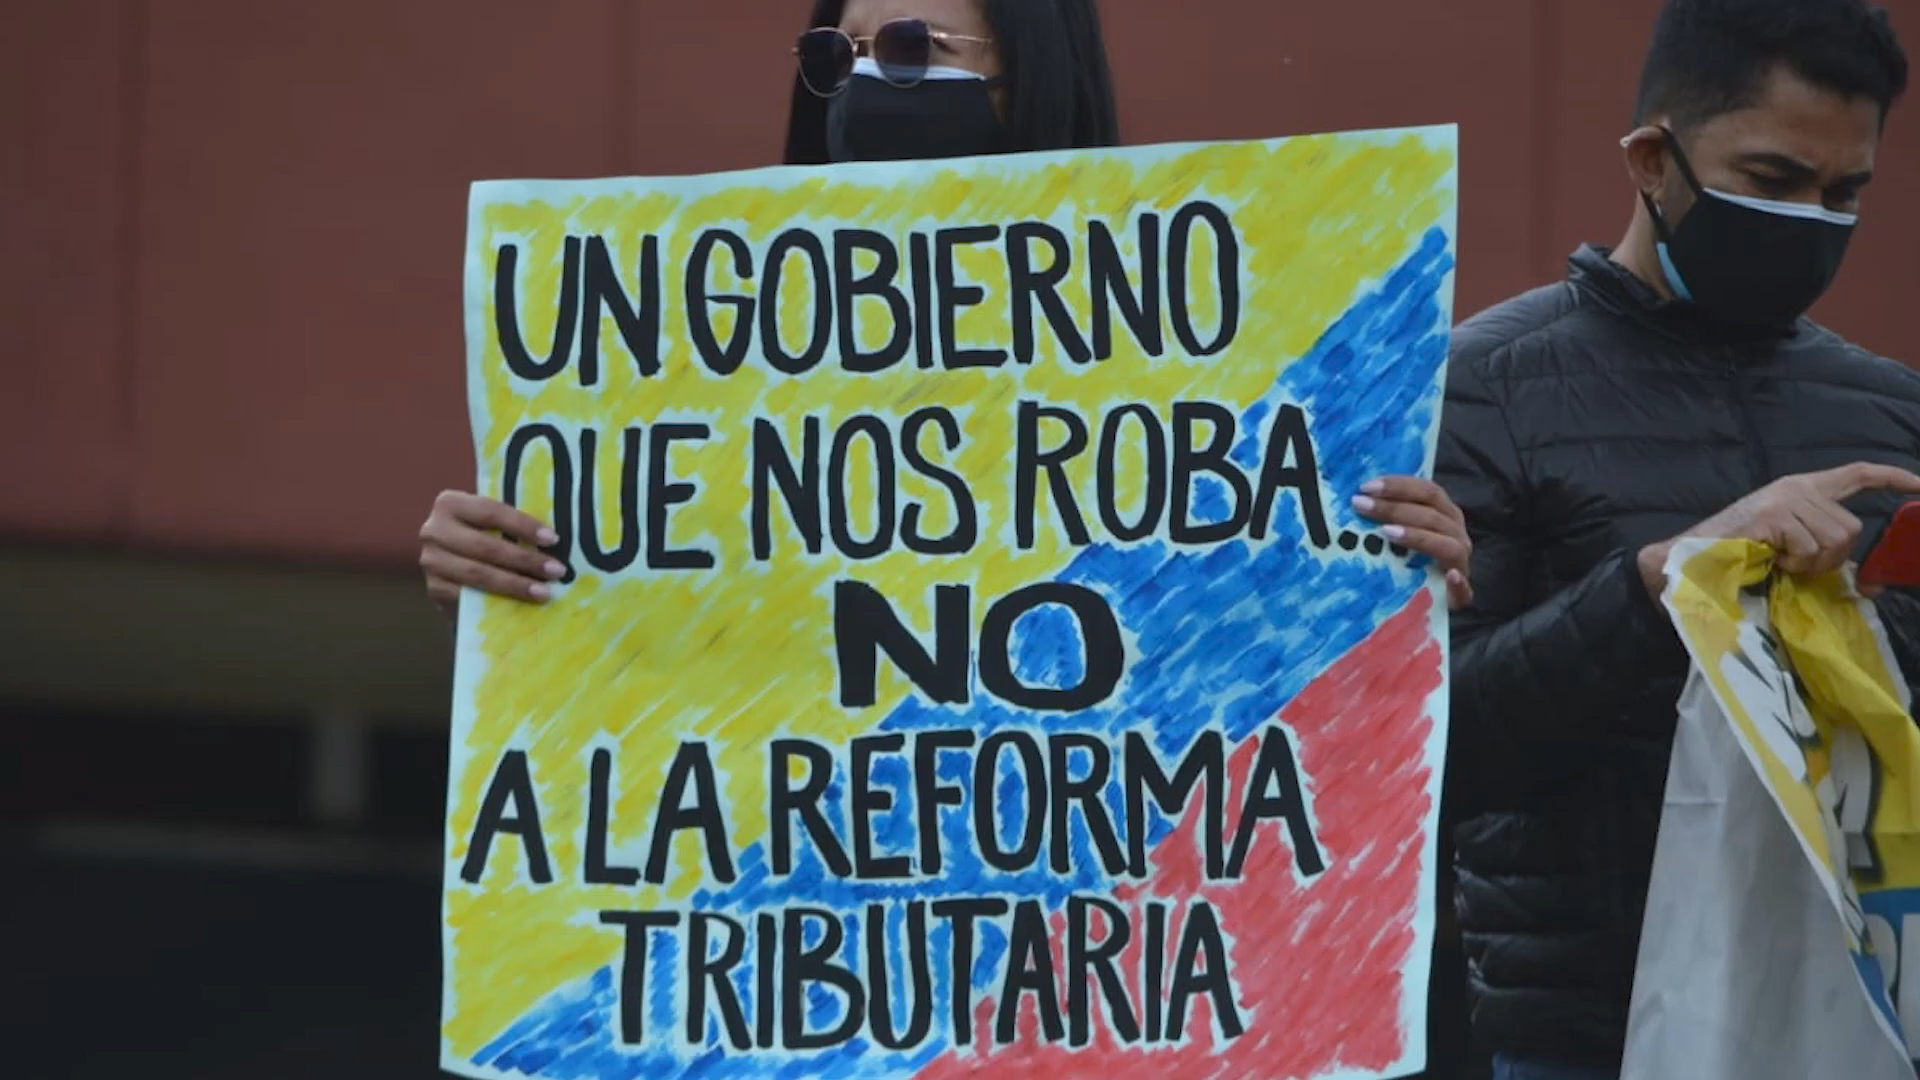 UN GOBIERNO
QUE NOS ROBA...
NO
A LA REFORMA
TRIBUTARIA